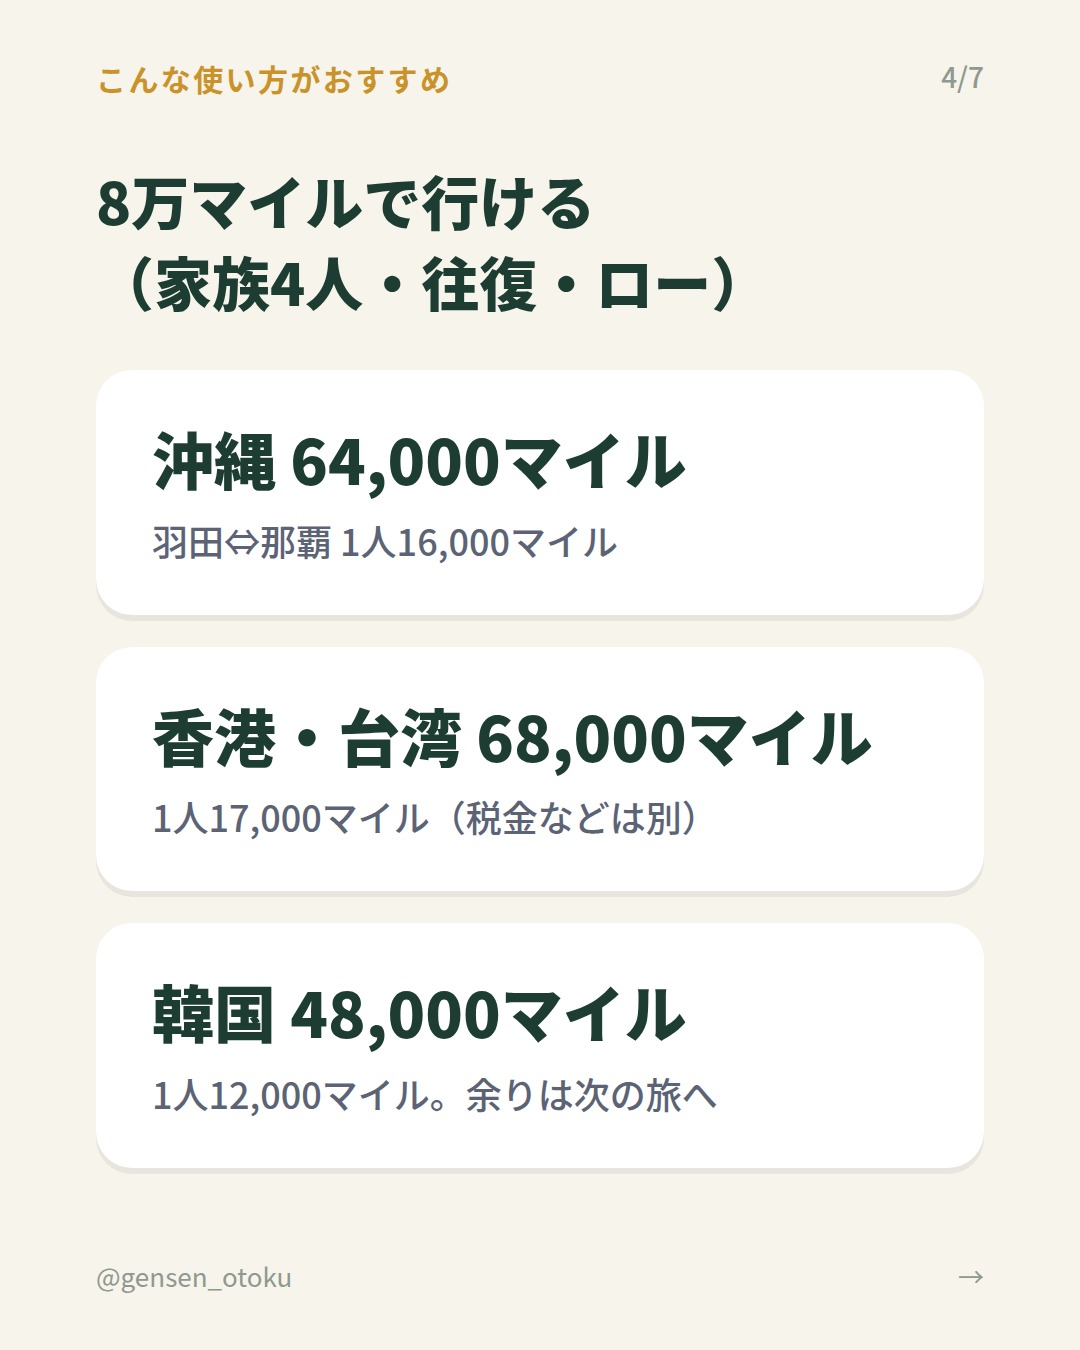 こんな使い方がおすすめ
4/7
8万マイルで行ける
（家族4人・往復・ロー）
沖縄 64,000マイル
羽田⇔那覇 1人16,000マイル
香港・台湾 68,000マイル
1人17,000マイル（税金などは別）
韓国 48,000マイル
1人12,000マイル。余りは次の旅へ
@gensen_otoku
→